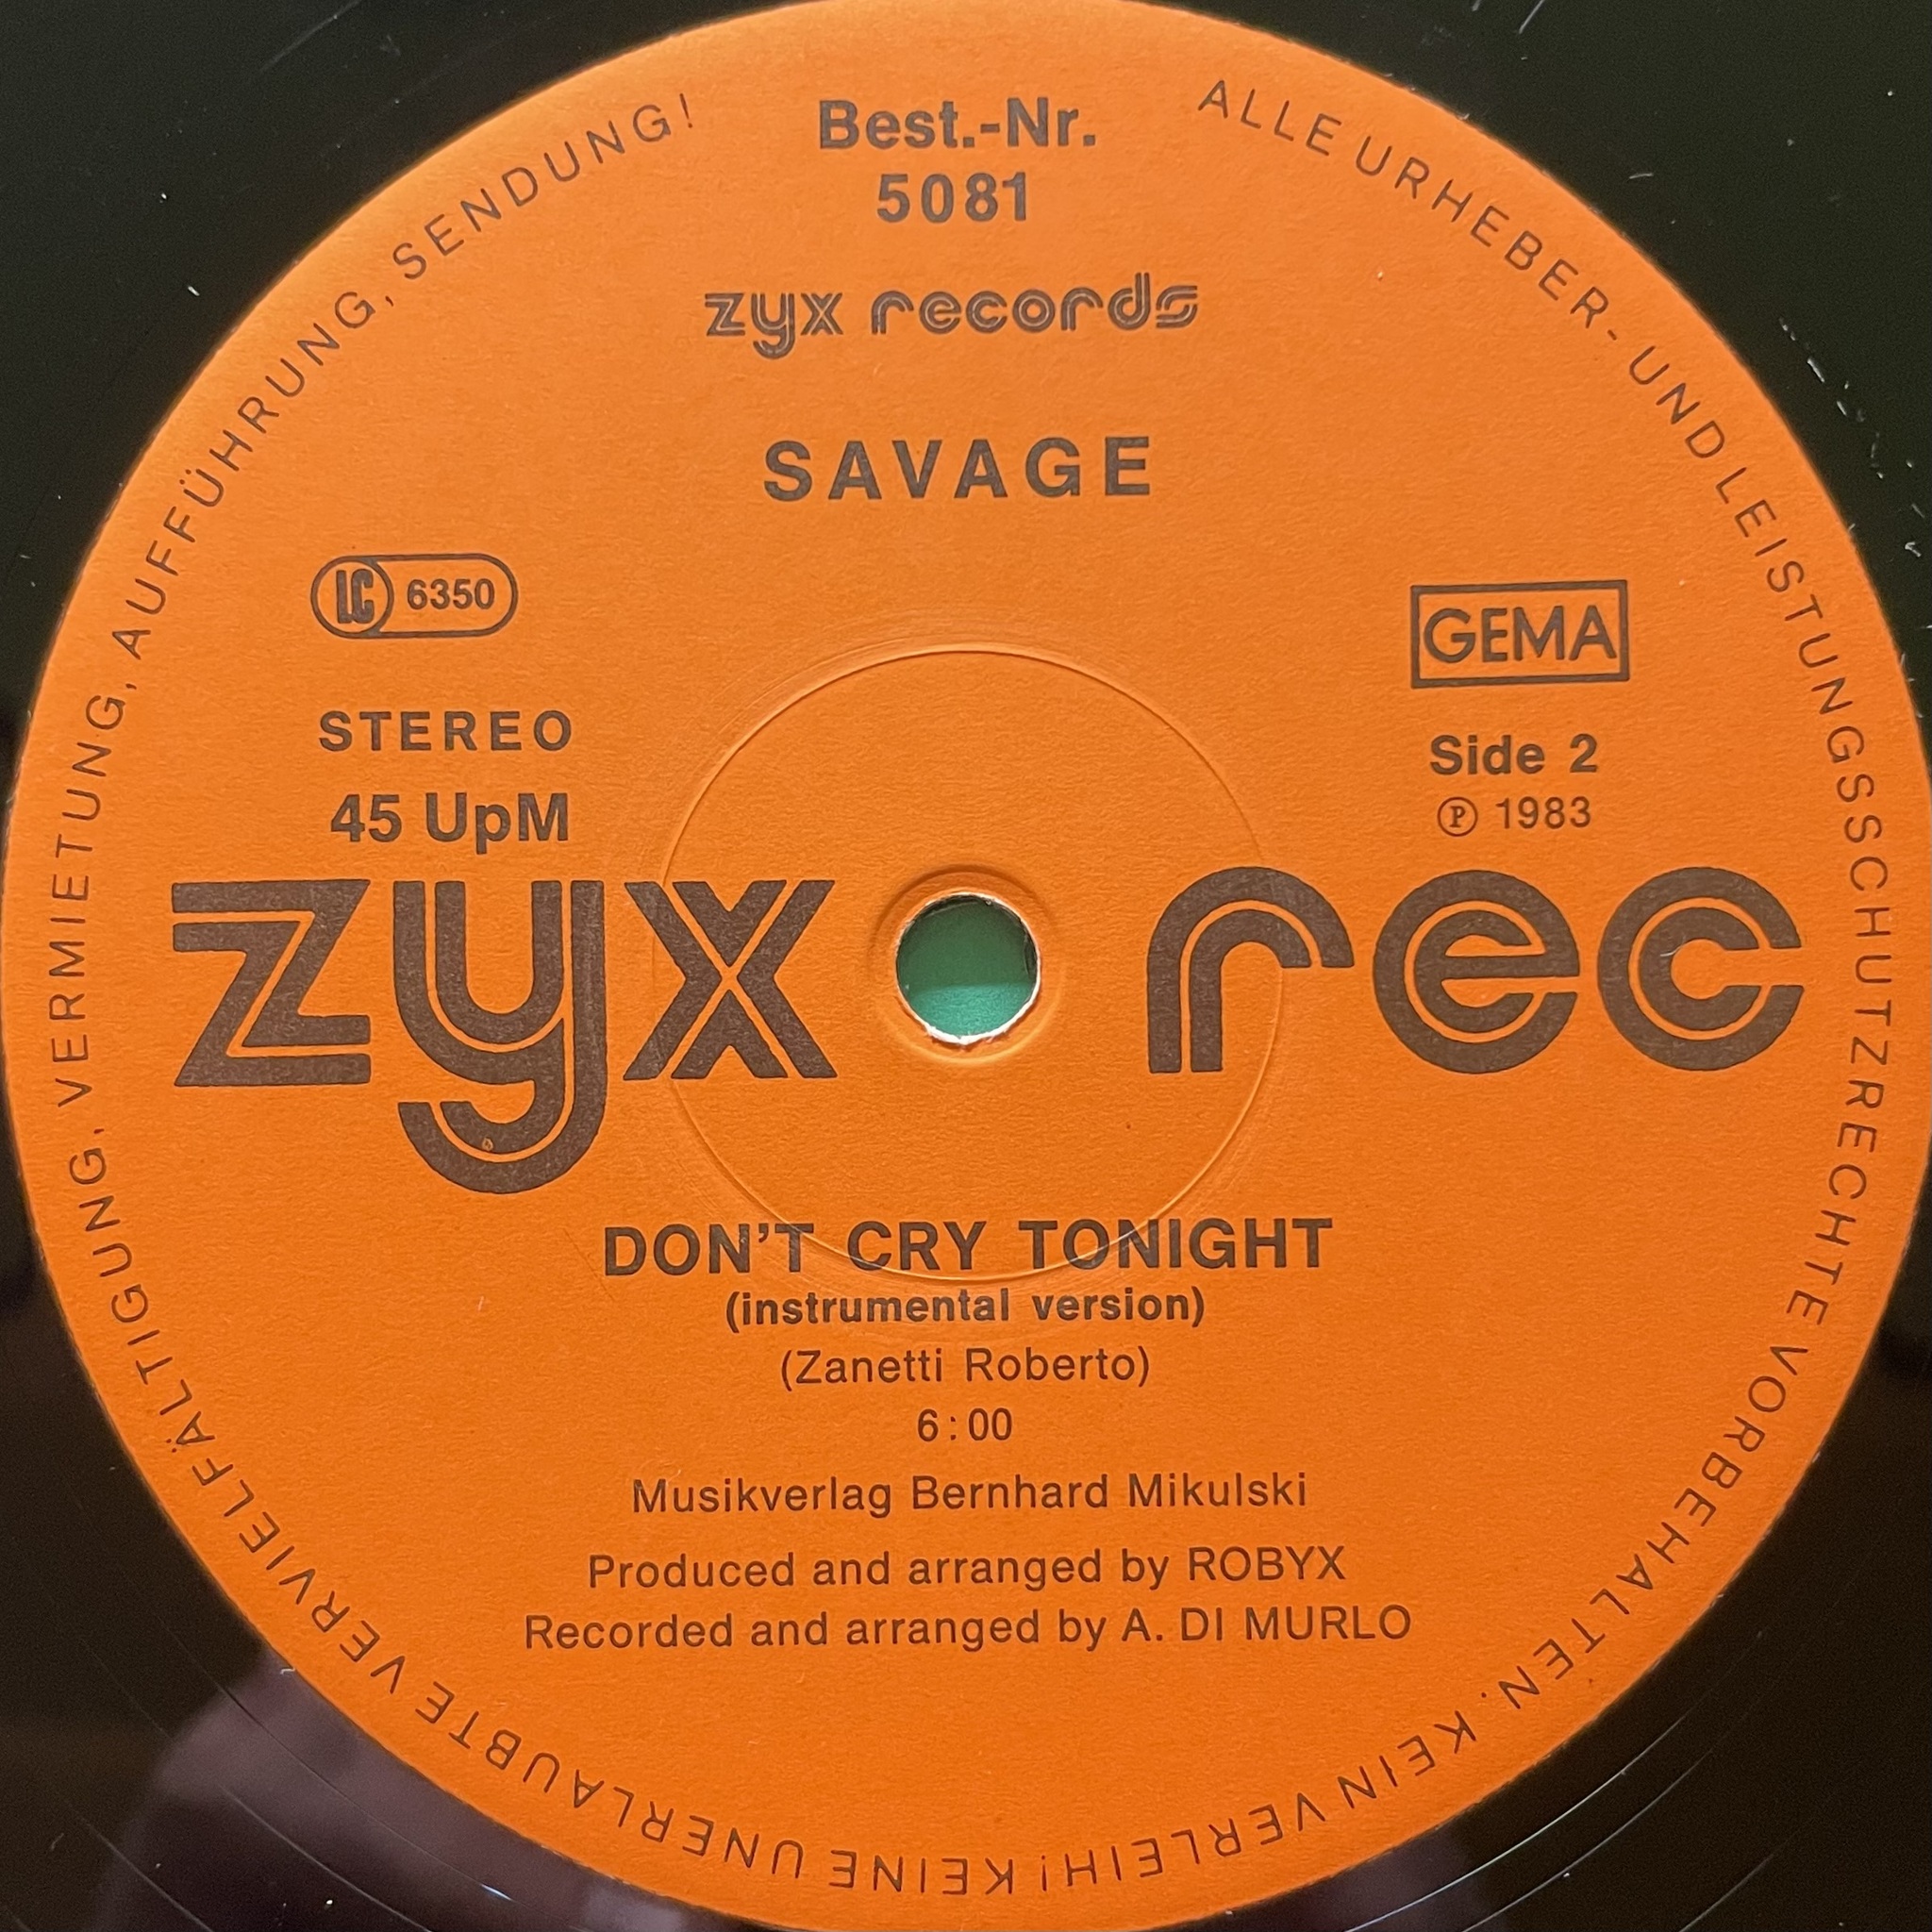 Best.-Nr.
5081
zyx records
SAVAGE
LC 6350
GEMA
STEREO
Side 2
45 UpM
℗ 1983
zyx rec
DON'T CRY TONIGHT
(instrumental version)
(Zanetti Roberto)
6:00
Musikverlag Bernhard Mikulski
Produced and arranged by ROBYX
Recorded and arranged by A. DI MURLO
ALLE URHEBER- UND LEISTUNGSSCHUTZRECHTE VORBEHALTEN. KEIN VERLEIH! KEINE UNERLAUBTE VERVIELFÄLTIGUNG, VERMIETUNG, AUFFÜHRUNG, SENDUNG!